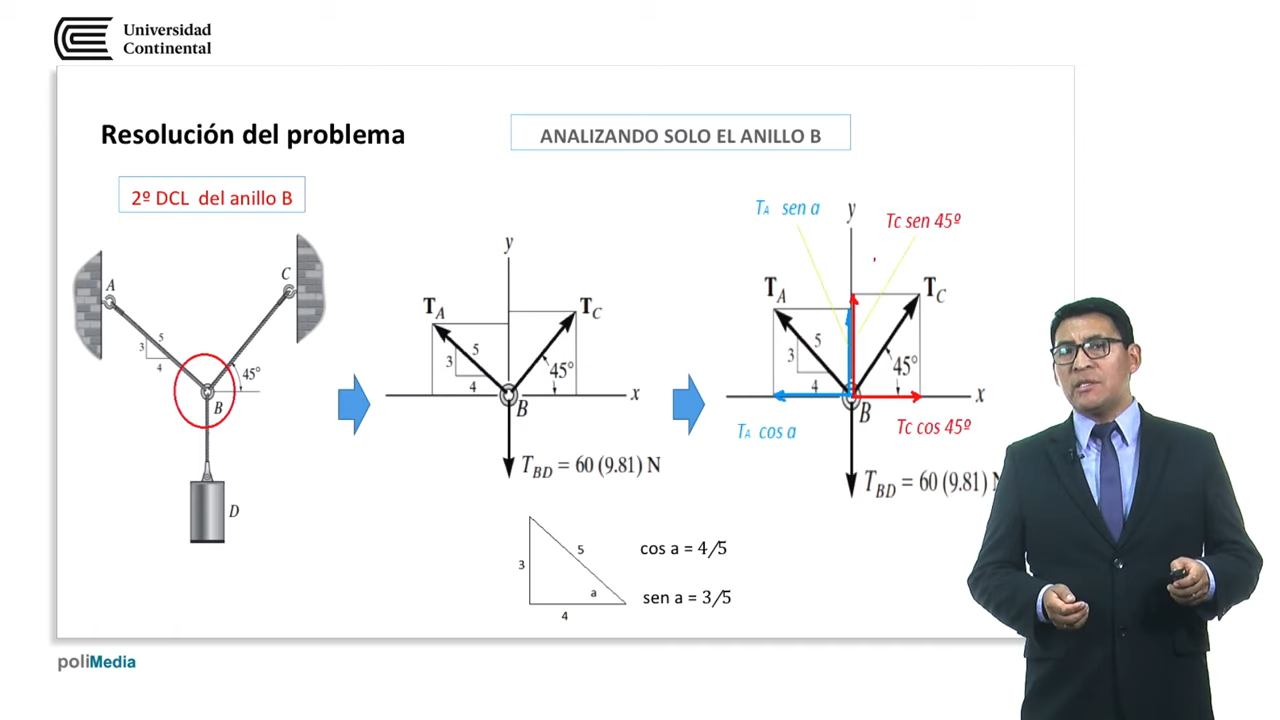 Universidad
Continental
Resolución del problema
ANALIZANDO SOLO EL ANILLO B
2º DCL del anillo B
A
C
5
3
4
45°
B
D
y
T_A
T_C
5
3
4
45°
B
x
T_BD = 60 (9.81) N
T_A sen a
y
Tc sen 45º
T_A
T_C
5
3
4
45°
B
x
T_A cos a
Tc cos 45º
T_BD = 60 (9.81) N
3
5
a
4
cos a = 4/5
sen a = 3/5
poliMedia